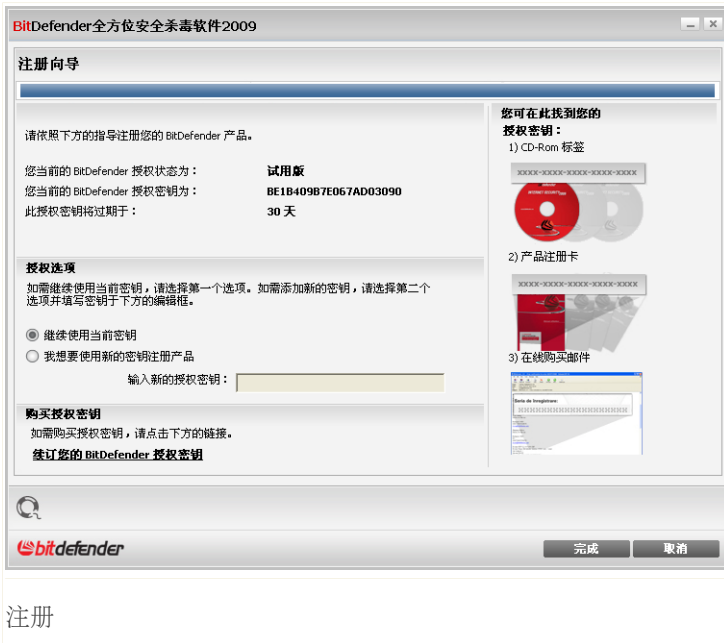 BitDefender全方位安全杀毒软件2009
注册向导
请依照下方的指导注册您的 BitDefender 产品。
您当前的 BitDefender 授权状态为： 试用版
您当前的 BitDefender 授权密钥为： BE1B409B7E067AD03090
此授权密钥将过期于： 30 天
授权选项
如需继续使用当前密钥，请选择第一个选项。如需添加新的密钥，请选择第二个
选项并填写密钥于下方的编辑框。
继续使用当前密钥
我想要使用新的密钥注册产品
输入新的授权密钥：
购买授权密钥
如需购买授权密钥，请点击下方的链接。
续订您的 BitDefender 授权密钥
您可在此找到您的
授权密钥：
1) CD-Rom 标签
XXXX-XXXX-XXXX-XXXX-XXXX
2) 产品注册卡
XXXX-XXXX-XXXX-XXXX-XXXX
3) 在线购买邮件
bitdefender
完成
取消
注册